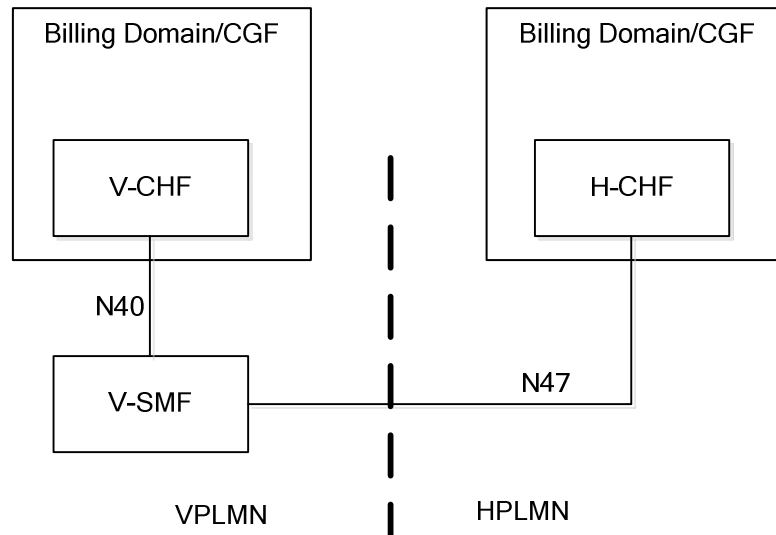 Billing Domain/CGF
Billing Domain/CGF
V-CHF
H-CHF
N40
V-SMF
N47
VPLMN
HPLMN